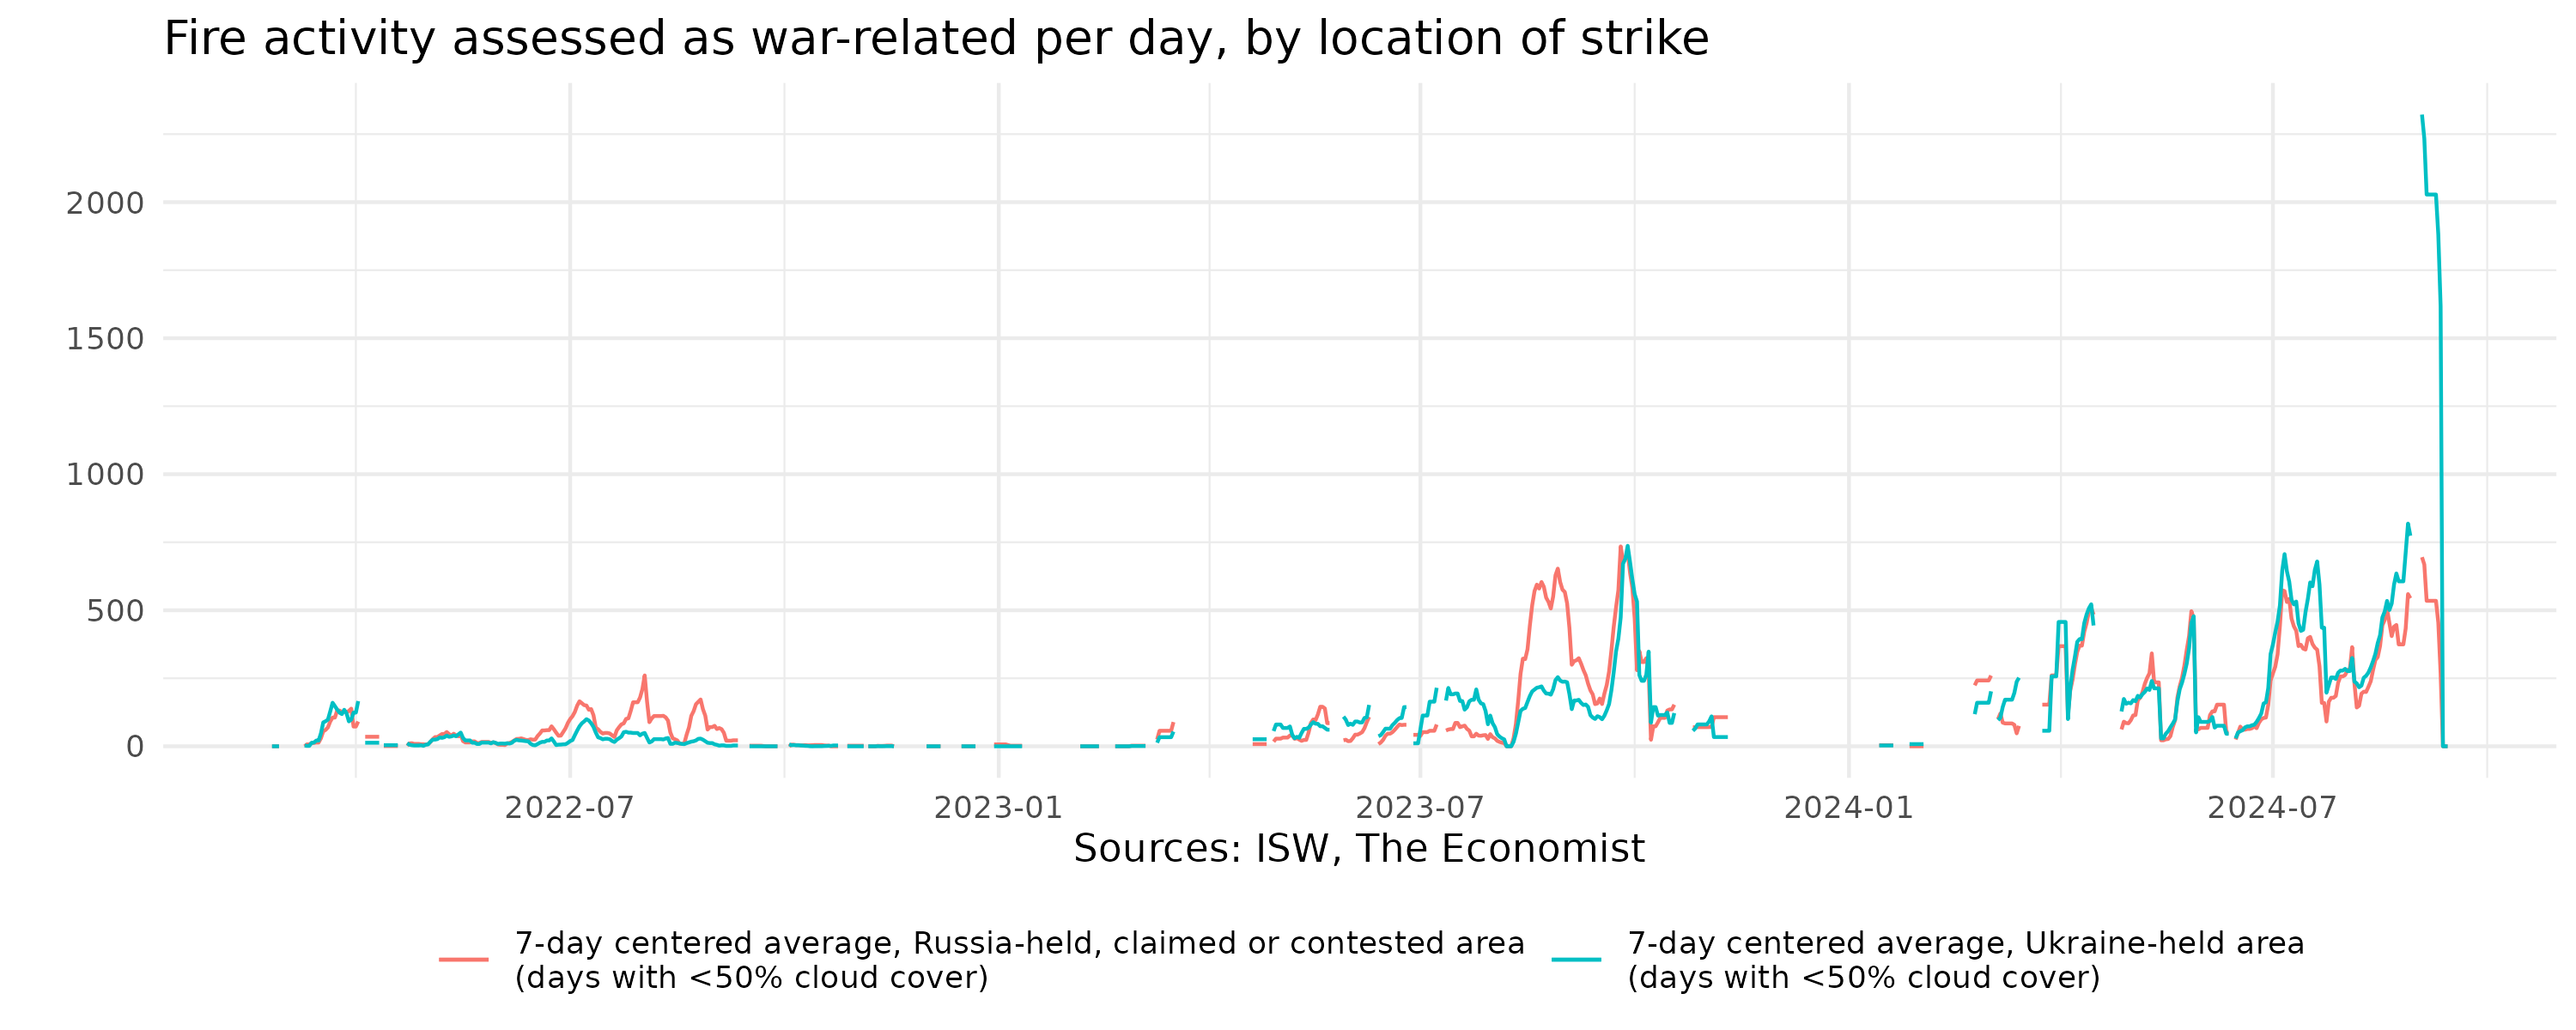 Fire activity assessed as war-related per day, by location of strike
2000
1500
1000
500
0
2022-07
2023-01
2023-07
2024-01
2024-07
Sources: ISW, The Economist
7-day centered average, Russia-held, claimed or contested area
(days with <50% cloud cover)
7-day centered average, Ukraine-held area
(days with <50% cloud cover)